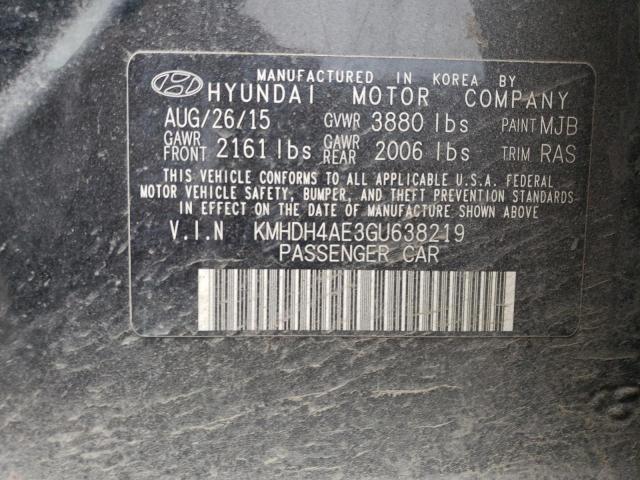 MANUFACTURED IN KOREA BY
HYUNDAI MOTOR COMPANY
AUG/26/15 GVWR 3880 lbs PAINT MJB
GAWR FRONT 2161 lbs GAWR REAR 2006 lbs TRIM RAS
THIS VEHICLE CONFORMS TO ALL APPLICABLE U.S.A. FEDERAL
MOTOR VEHICLE SAFETY, BUMPER, AND THEFT PREVENTION STANDARDS
IN EFFECT ON THE DATE OF MANUFACTURE SHOWN ABOVE
V.I.N KMHDH4AE3GU638219
PASSENGER CAR